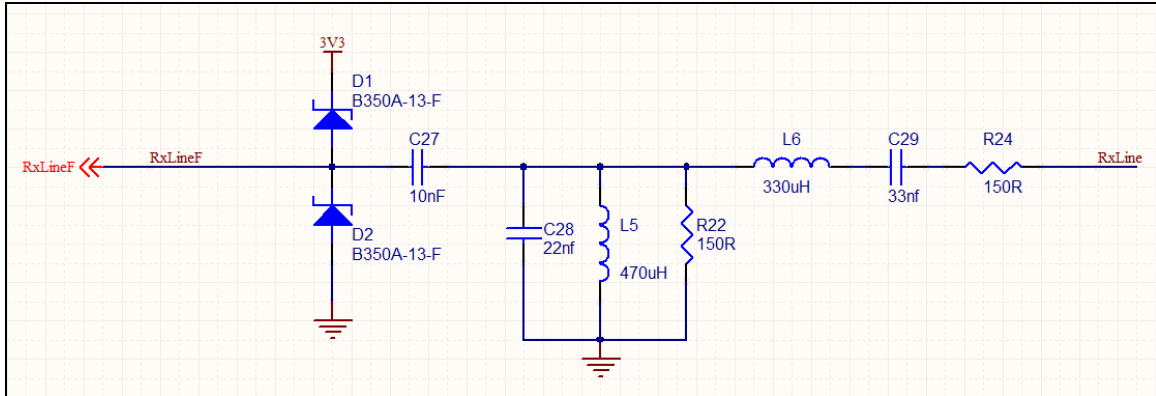 3V3
D1
B350A-13-F
RxLineF
RxLineF
C27
10nF
D2
B350A-13-F
C28
22nf
L5
470uH
R22
150R
L6
330uH
C29
33nf
R24
150R
RxLine